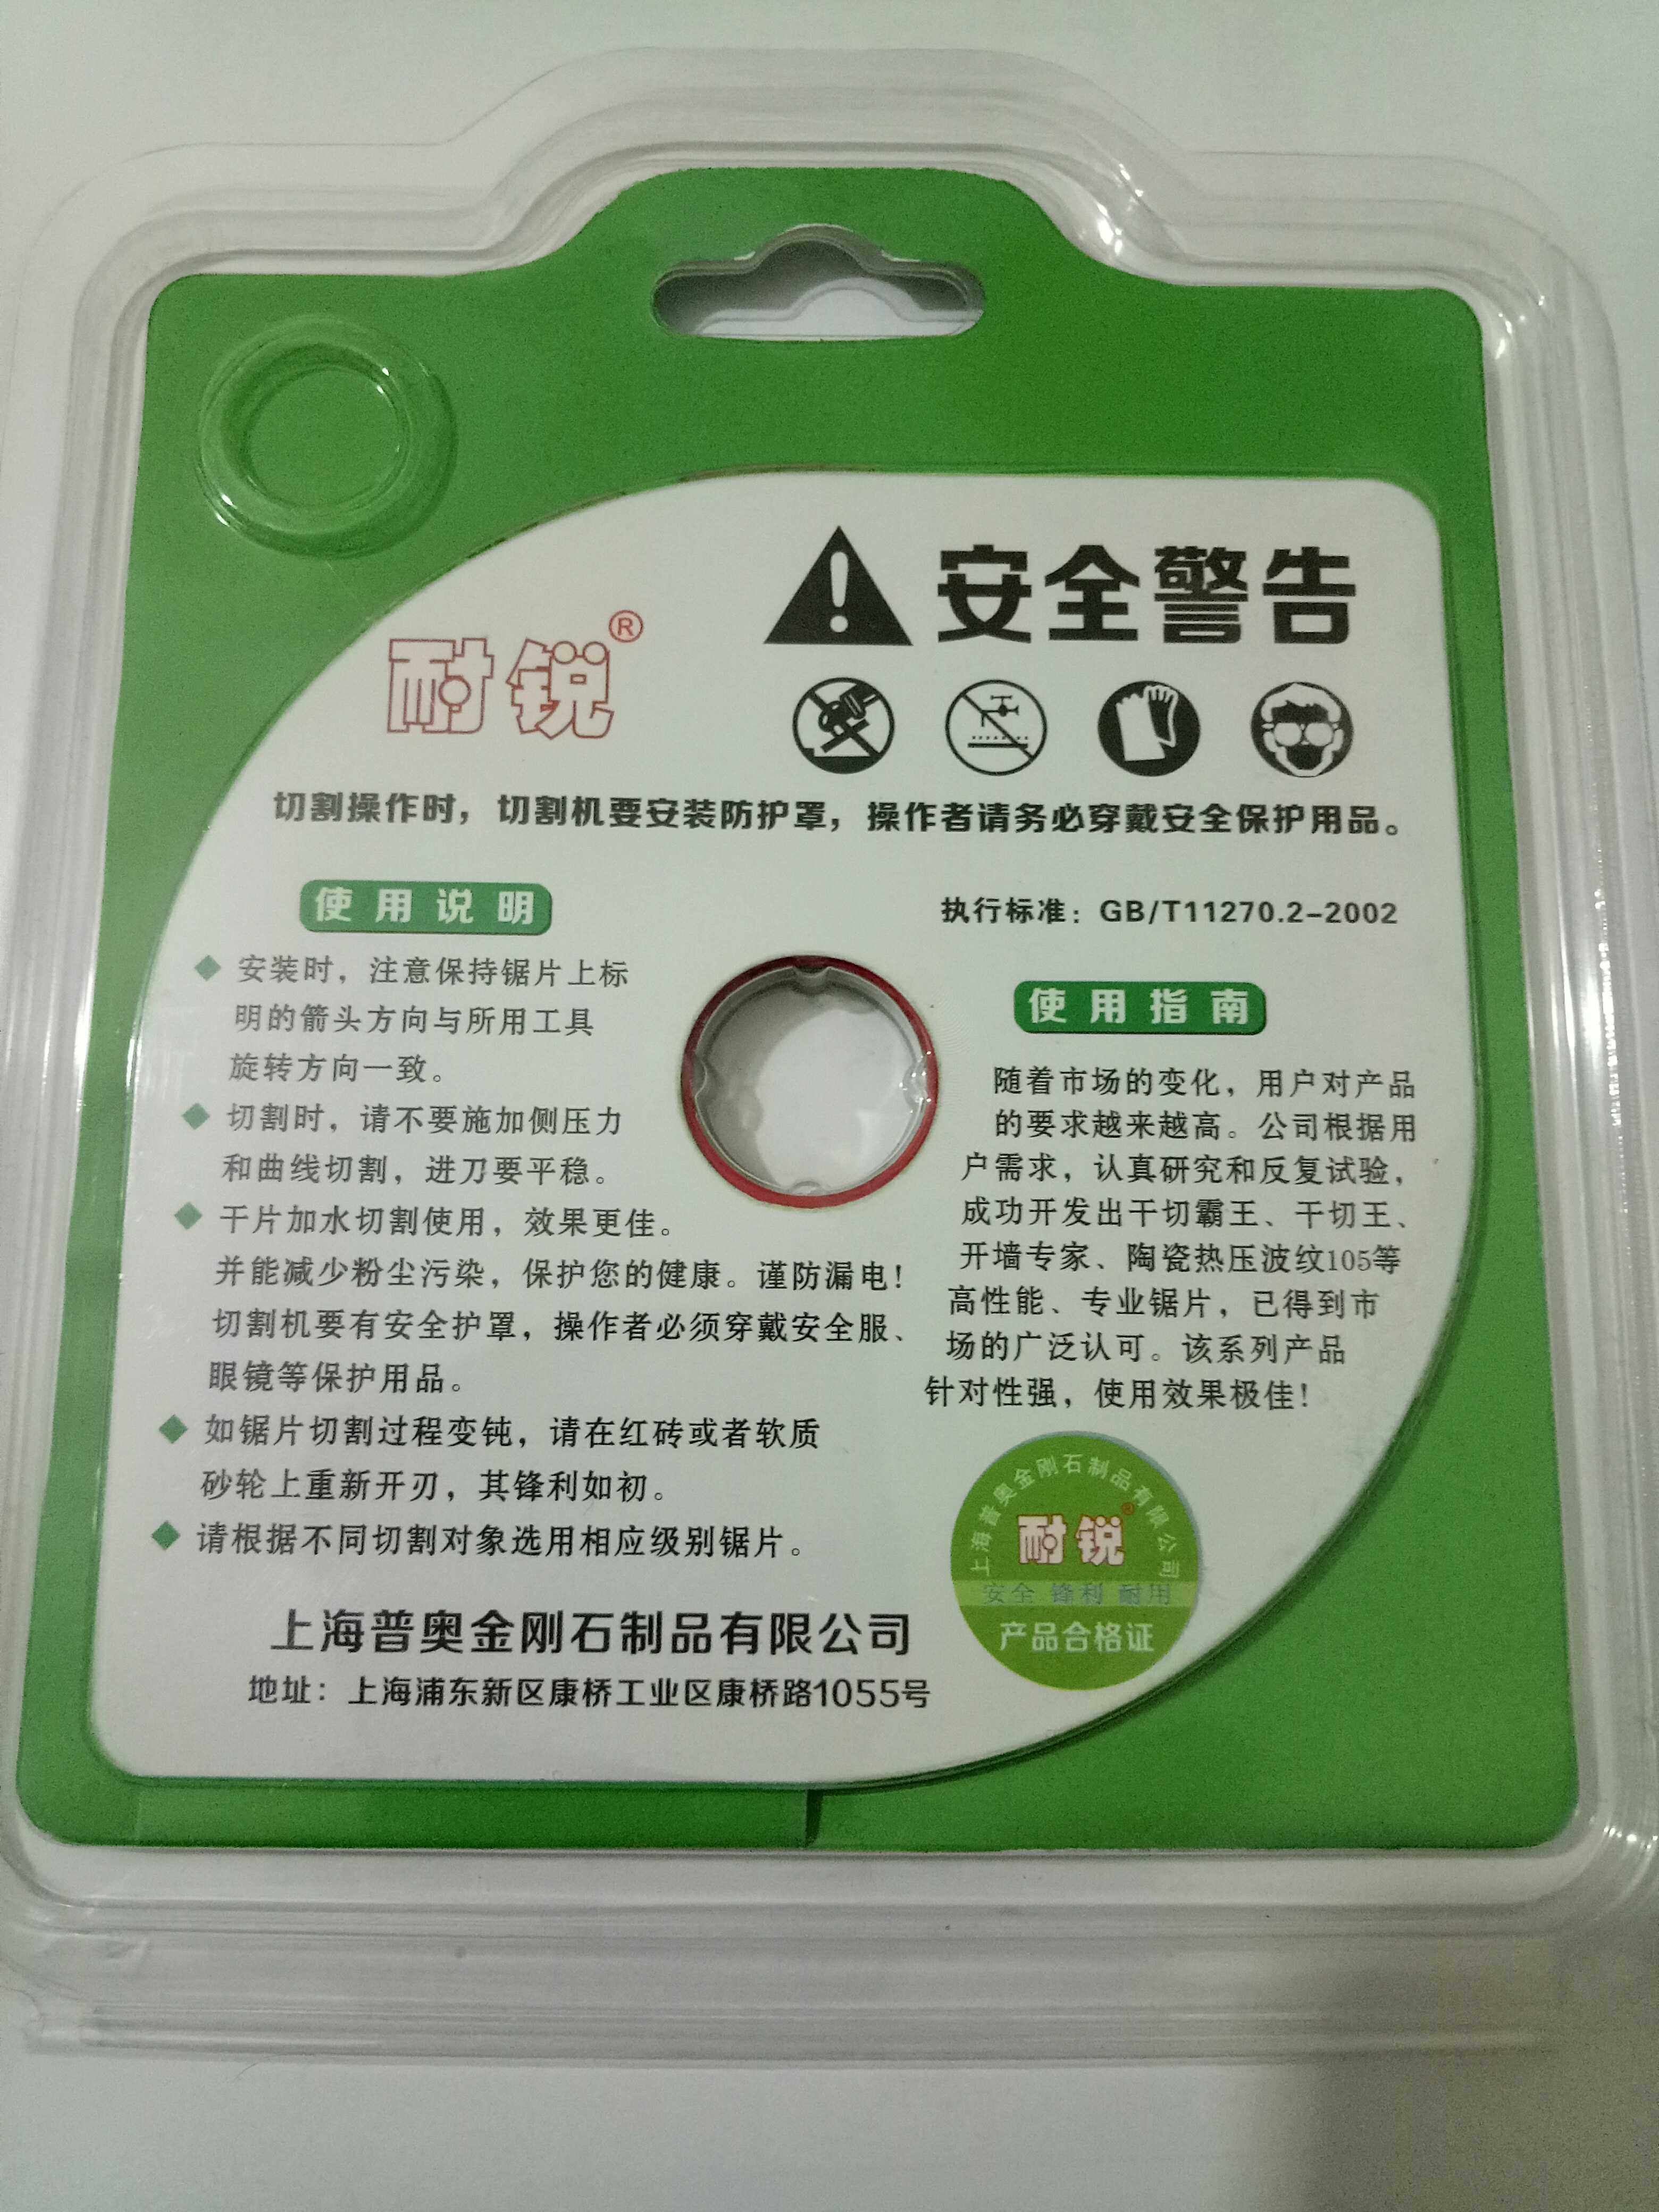 安全警告
耐锐®
切割操作时，切割机要安装防护罩，操作者请务必穿戴安全保护用品。
使用说明
安装时，注意保持锯片上标
明的箭头方向与所用工具
旋转方向一致。
切割时，请不要施加侧压力
和曲线切割，进刀要平稳。
干片加水切割使用，效果更佳。
并能减少粉尘污染，保护您的健康。谨防漏电！
切割机要有安全护罩，操作者必须穿戴安全服、
眼镜等保护用品。
如锯片切割过程变钝，请在红砖或者软质
砂轮上重新开刃，其锋利如初。
请根据不同切割对象选用相应级别锯片。
执行标准：GB/T11270.2-2002
使用指南
随着市场的变化，用户对产品
的要求越来越高。公司根据用
户需求，认真研究和反复试验，
成功开发出干切霸王、干切王、
开墙专家、陶瓷热压波纹105等
高性能、专业锯片，已得到市
场的广泛认可。该系列产品
针对性强，使用效果极佳！
上海普奥金刚石制品有限公司
耐锐®
安全 锋利 耐用
产品合格证
上海普奥金刚石制品有限公司
地址：上海浦东新区康桥工业区康桥路1055号